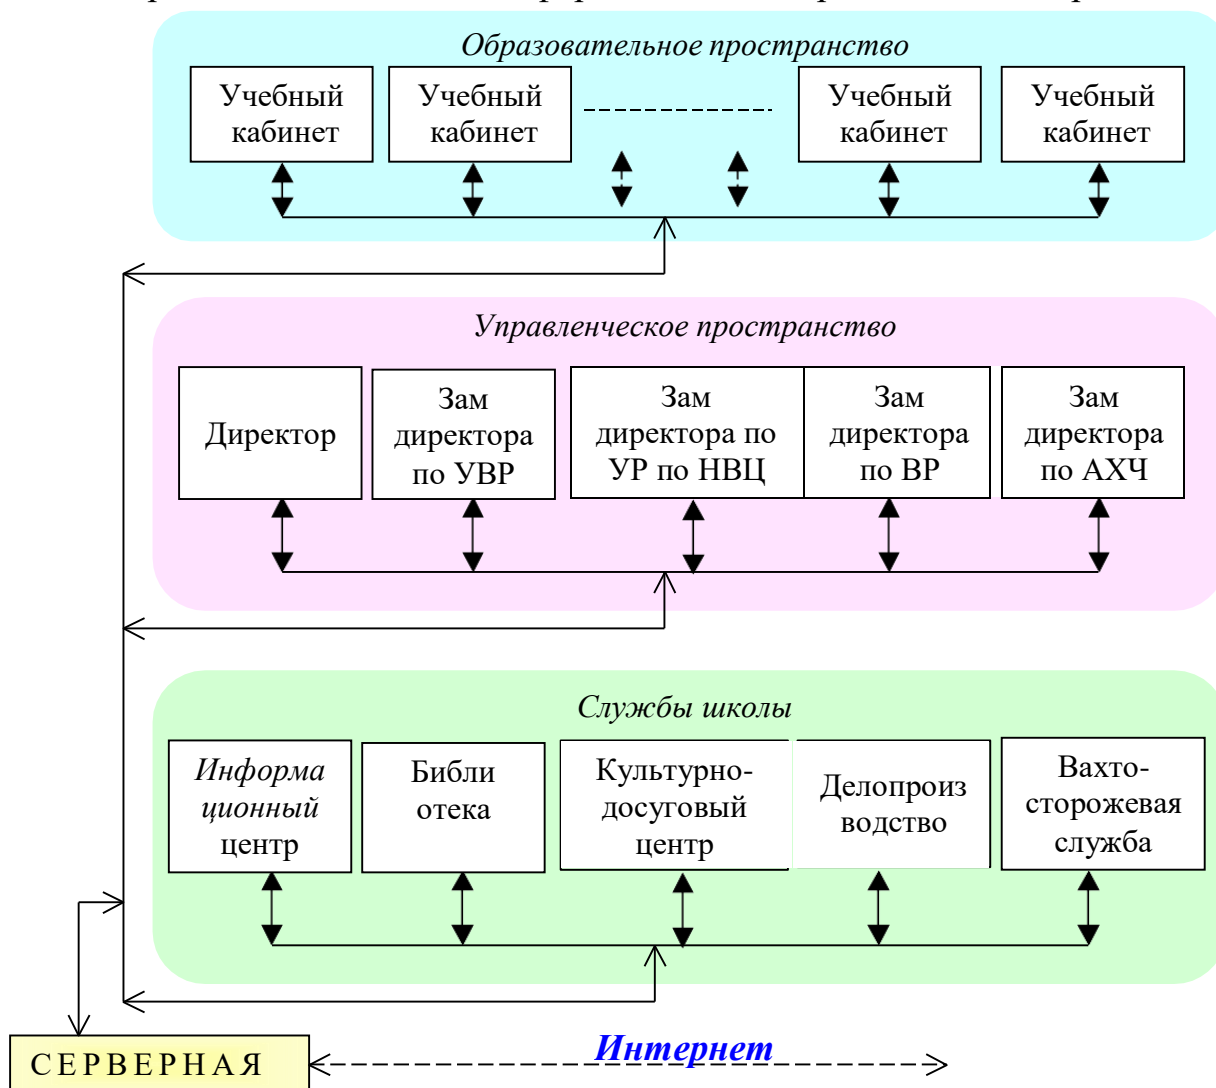 Образовательное пространство
Учебный
кабинет
Учебный
кабинет
Учебный
кабинет
Учебный
кабинет
Управленческое пространство
Директор
Зам
директора
по УВР
Зам
директора по
УР по НВЦ
Зам
директора
по ВР
Зам
директора
по АХЧ
Службы школы
Информа
ционный
центр
Библи
отека
Культурно-
досуговый
центр
Делопроиз
водство
Вахто-
сторожевая
служба
СЕРВЕРНАЯ
Интернет